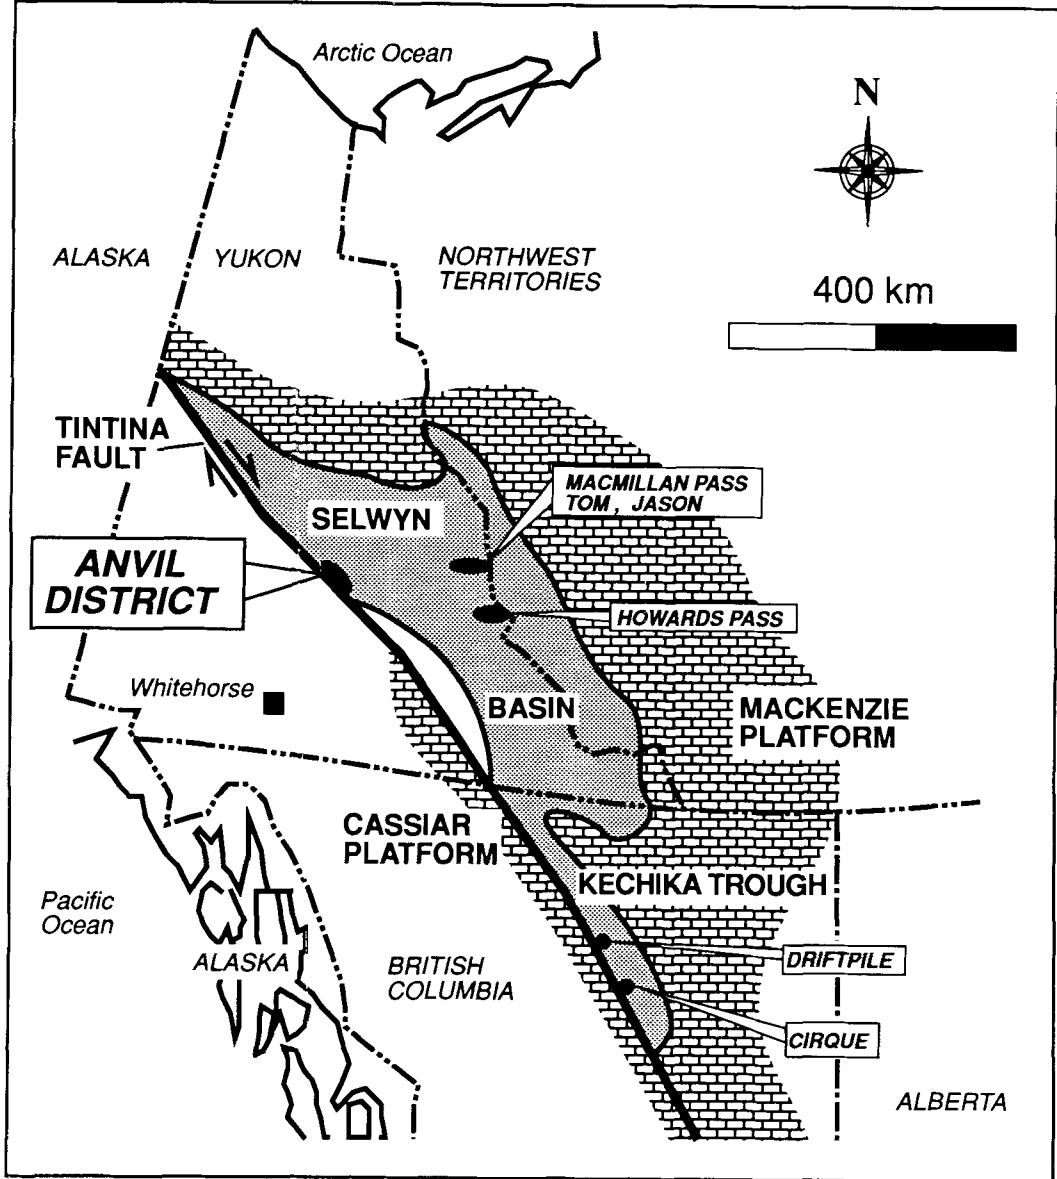 Arctic Ocean
N
ALASKA
YUKON
NORTHWEST
TERRITORIES
400 km
TINTINA
FAULT
MACMILLAN PASS
TOM, JASON
SELWYN
ANVIL
DISTRICT
HOWARDS PASS
Whitehorse
BASIN
MACKENZIE
PLATFORM
CASSIAR
PLATFORM
KECHIKA TROUGH
Pacific
Ocean
ALASKA
BRITISH
COLUMBIA
DRIFTPILE
CIRQUE
ALBERTA